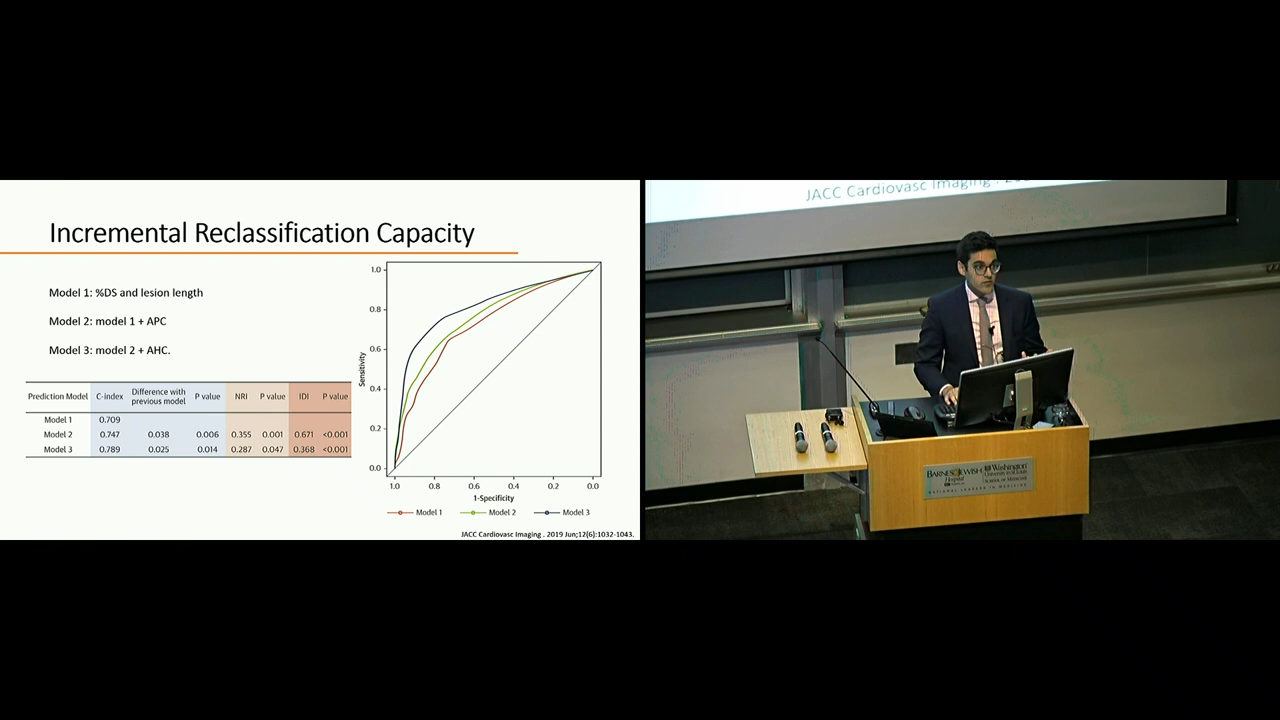 Incremental Reclassification Capacity
Model 1: %DS and lesion length
Model 2: model 1 + APC
Model 3: model 2 + AHC.
Prediction Model C-index Difference with previous model P value NRI P value IDI P value
Model 1 0.709
Model 2 0.747 0.038 0.006 0.355 0.001 0.671 <0.001
Model 3 0.789 0.025 0.014 0.287 0.047 0.368 <0.001
Sensitivity
1.0
0.8
0.6
0.4
0.2
0.0
1.0 0.8 0.6 0.4 0.2 0.0
1-Specificity
Model 1 Model 2 Model 3
JACC Cardiovasc Imaging . 2019 Jun;12(6):1032-1043.
JACC Cardiovasc Imaging . 2
BARNES JEWISH
Hospital
Washington
University in St. Louis
SCHOOL OF MEDICINE
NATIONAL LEADERS IN MEDICINE